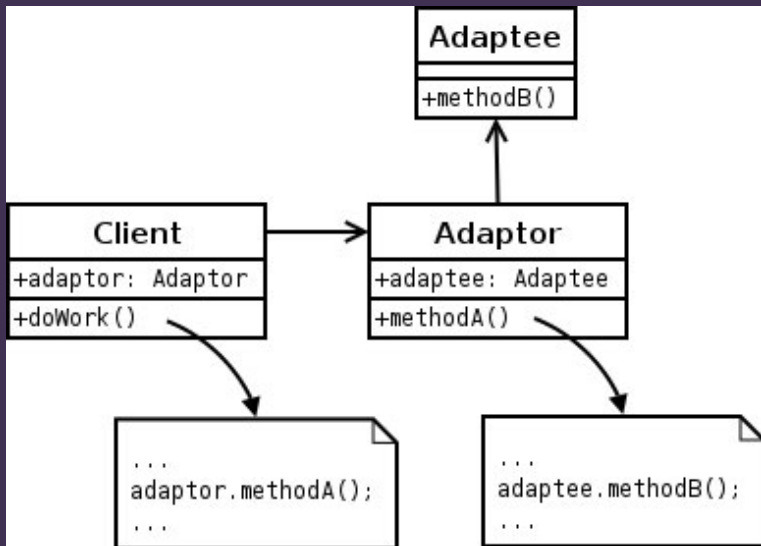 Adaptee
+methodB()
Client
+adaptor: Adaptor
+doWork()
Adaptor
+adaptee: Adaptee
+methodA()
...
adaptor.methodA();
...
...
adaptee.methodB();
...